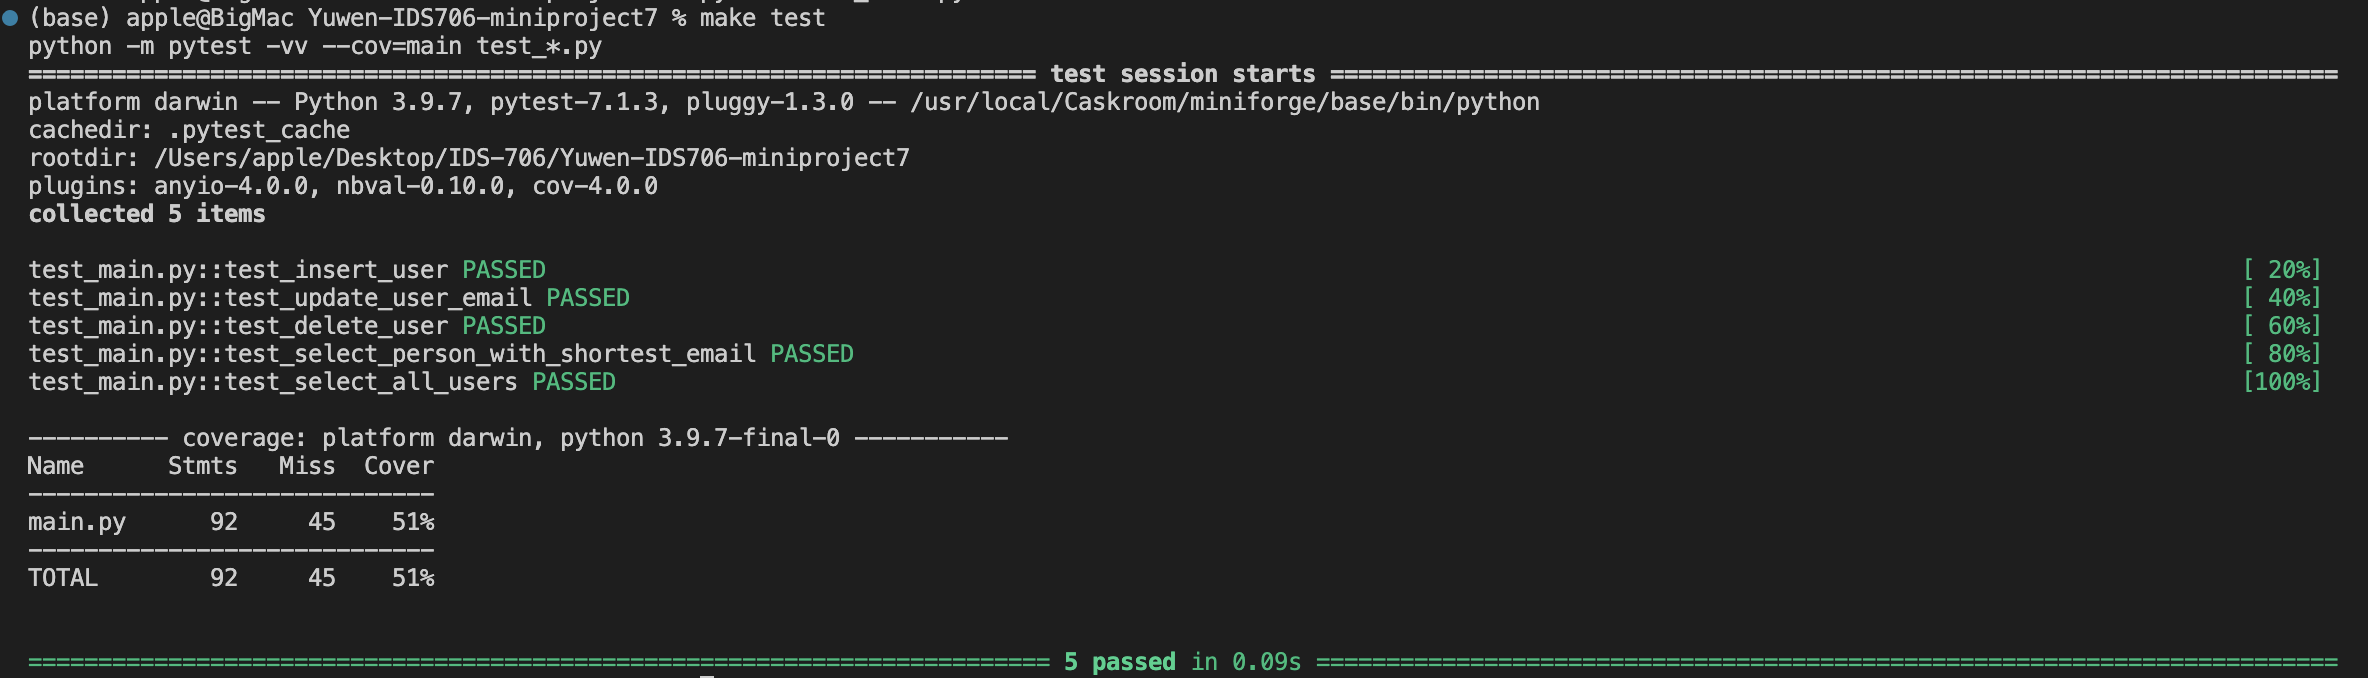 (base) apple@BigMac Yuwen-IDS706-miniproject7 % make test
python -m pytest -vv --cov=main test_*.py
======================================================================== test session starts ========================================================================
platform darwin -- Python 3.9.7, pytest-7.1.3, pluggy-1.3.0 -- /usr/local/Caskroom/miniforge/base/bin/python
cachedir: .pytest_cache
rootdir: /Users/apple/Desktop/IDS-706/Yuwen-IDS706-miniproject7
plugins: anyio-4.0.0, nbval-0.10.0, cov-4.0.0
collected 5 items
test_main.py::test_insert_user PASSED [ 20%]
test_main.py::test_update_user_email PASSED [ 40%]
test_main.py::test_delete_user PASSED [ 60%]
test_main.py::test_select_person_with_shortest_email PASSED [ 80%]
test_main.py::test_select_all_users PASSED [100%]
---------- coverage: platform darwin, python 3.9.7-final-0 -----------
Name      Stmts   Miss  Cover
-----------------------------
main.py      92     45    51%
-----------------------------
TOTAL        92     45    51%
========================================================================= 5 passed in 0.09s =========================================================================